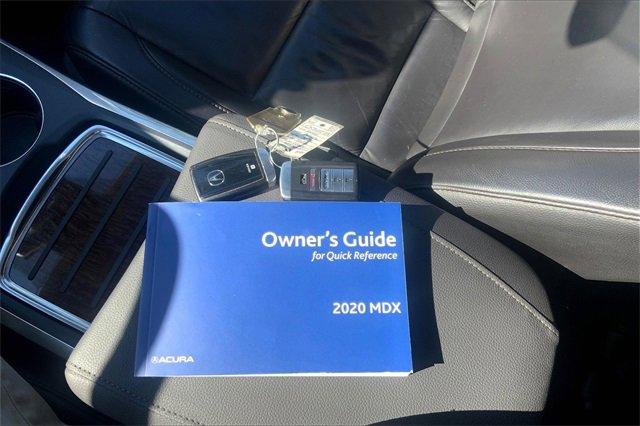 Owner's Guide
for Quick Reference
2020 MDX
ACURA